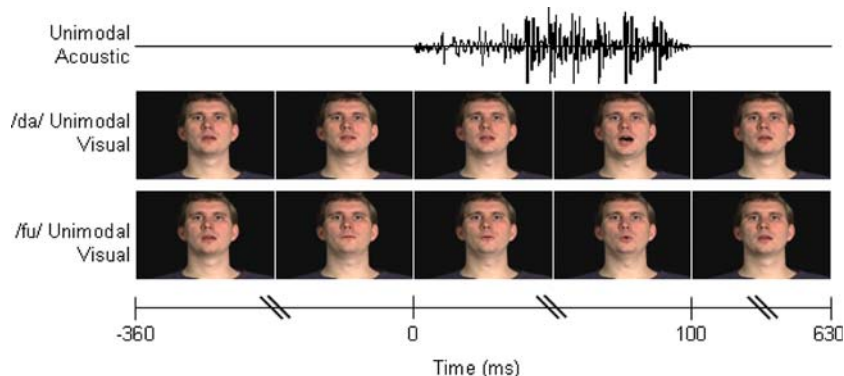 Unimodal
Acoustic
/da/ Unimodal
Visual
/fu/ Unimodal
Visual
-360 0 100 630
Time (ms)